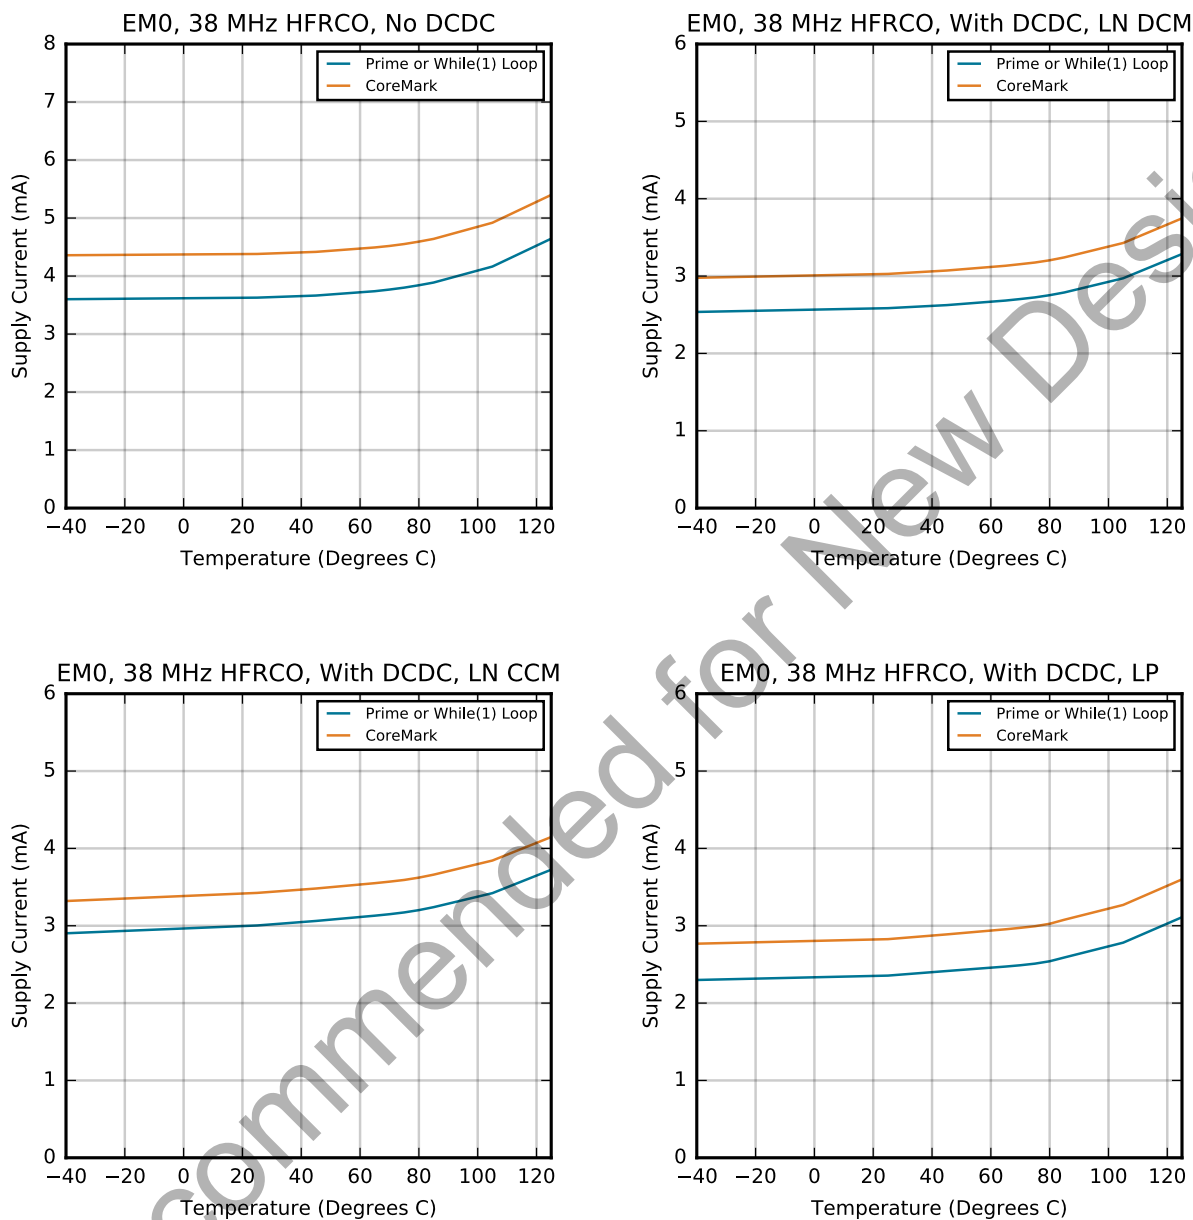 EM0, 38 MHz HFRCO, No DCDC
Prime or While(1) Loop
CoreMark
8
7
6
5
4
3
2
1
0
Supply Current (mA)
−40 −20 0 20 40 60 80 100 120
Temperature (Degrees C)
EM0, 38 MHz HFRCO, With DCDC, LN DCM
Prime or While(1) Loop
CoreMark
6
5
4
3
2
1
0
Supply Current (mA)
−40 −20 0 20 40 60 80 100 120
Temperature (Degrees C)
EM0, 38 MHz HFRCO, With DCDC, LN CCM
Prime or While(1) Loop
CoreMark
6
5
4
3
2
1
0
Supply Current (mA)
−40 −20 0 20 40 60 80 100 120
Temperature (Degrees C)
EM0, 38 MHz HFRCO, With DCDC, LP
Prime or While(1) Loop
CoreMark
6
5
4
3
2
1
0
Supply Current (mA)
−40 −20 0 20 40 60 80 100 120
Temperature (Degrees C)
commended for New Desi